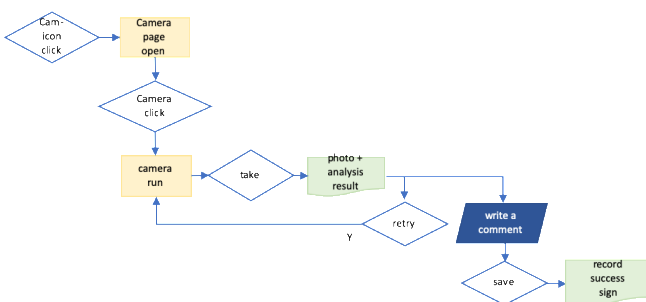 Cam-
icon
click
Camera
page
open
Camera
click
camera
run
take
photo +
analysis
result
retry
Y
write a
comment
save
record
success
sign